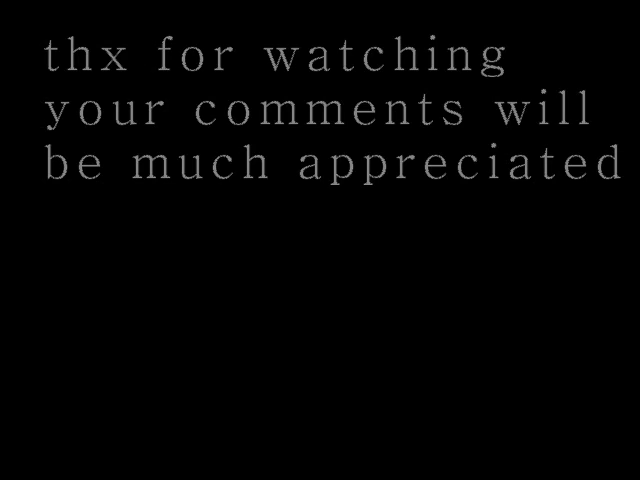 thx for watching
your comments will
be much appreciated